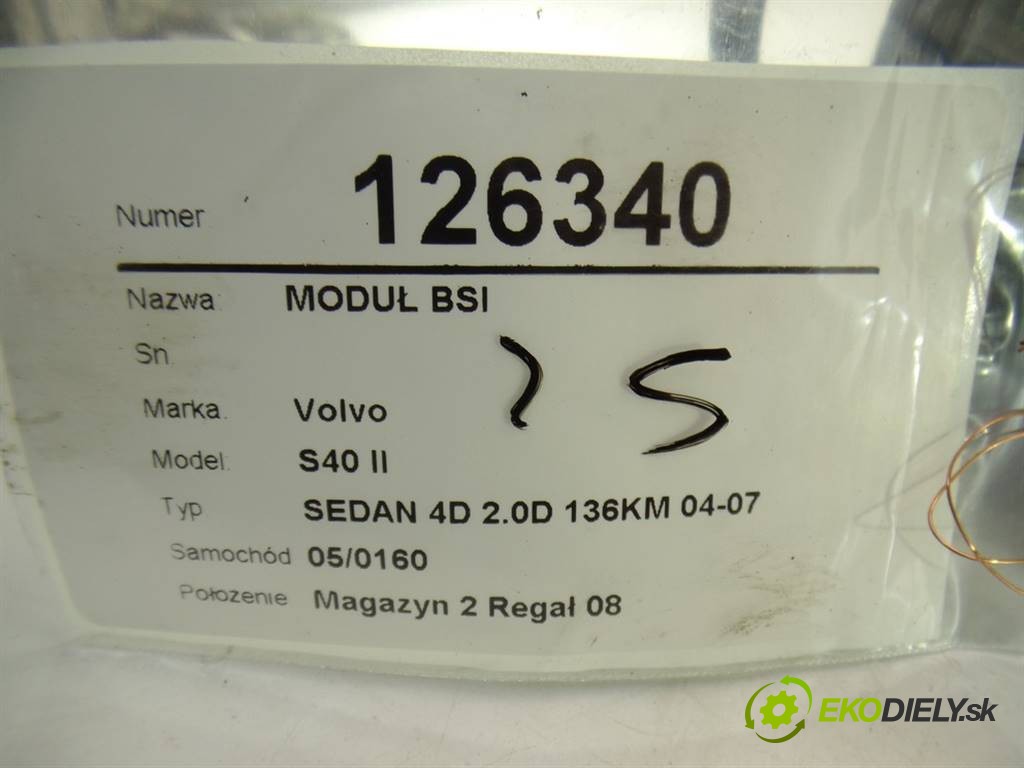 Numer 126340
Nazwa: MODUŁ BSI
Sn.
Marka: Volvo
Model: S40 II
Typ SEDAN 4D 2.0D 136KM 04-07
Samochód 05/0160
Położenie Magazyn 2 Regał 08
EKODIELY.sk